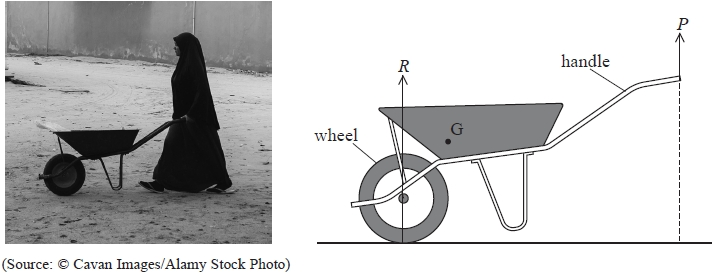 P
R
handle
wheel
G
(Source: © Cavan Images/Alamy Stock Photo)